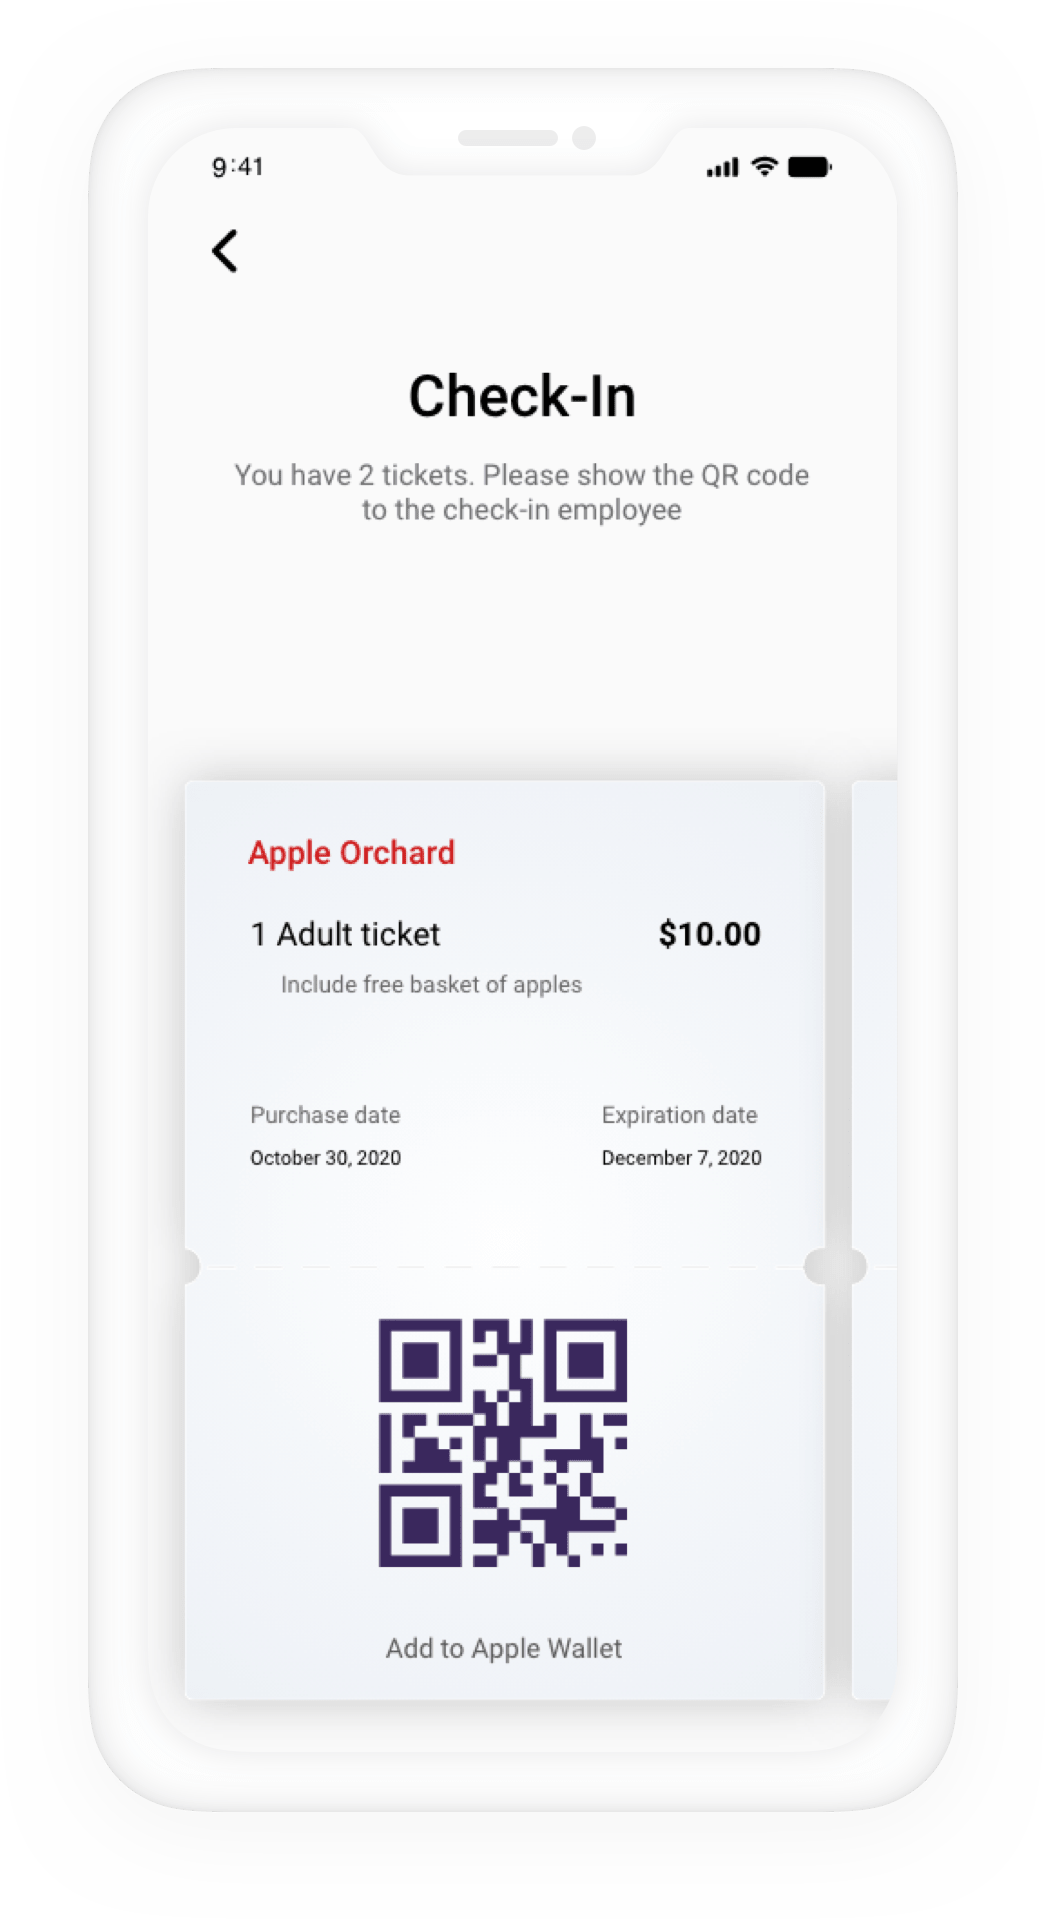 9:41
Check-In
You have 2 tickets. Please show the QR code
to the check-in employee
Apple Orchard
1 Adult ticket $10.00
Include free basket of apples
Purchase date Expiration date
October 30, 2020 December 7, 2020
Add to Apple Wallet